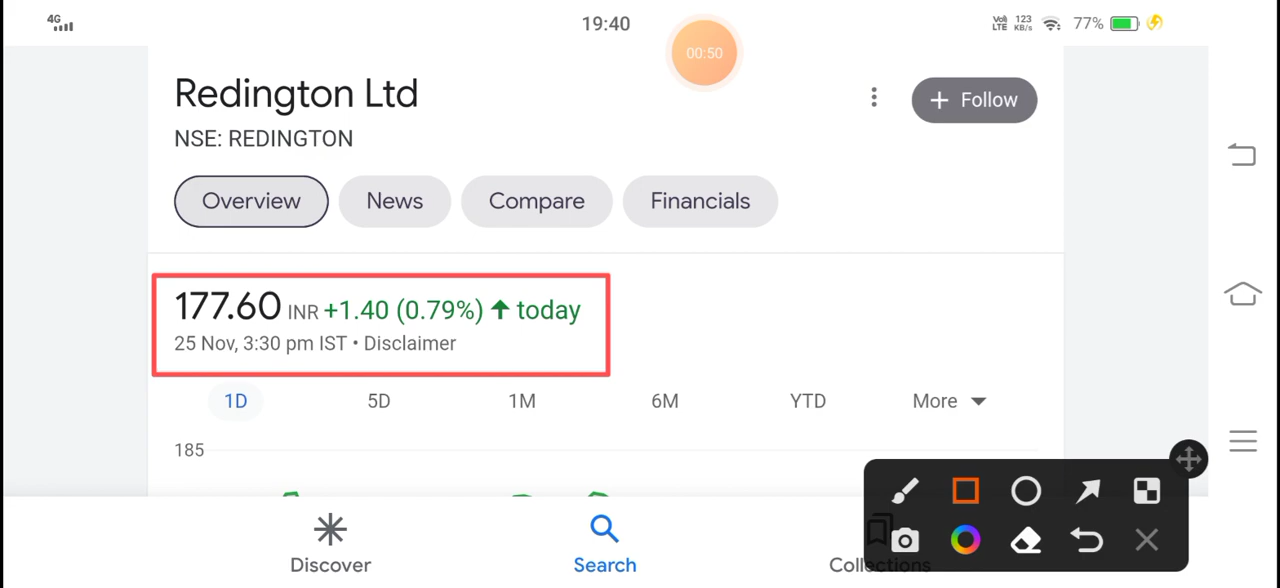 4G 19:40 VoI) LTE 123 KB/s 77%
00:50
Redington Ltd
+ Follow
NSE: REDINGTON
Overview News Compare Financials
177.60 INR +1.40 (0.79%) ↑ today
25 Nov, 3:30 pm IST • Disclaimer
1D 5D 1M 6M YTD More
185
Discover Search Collections